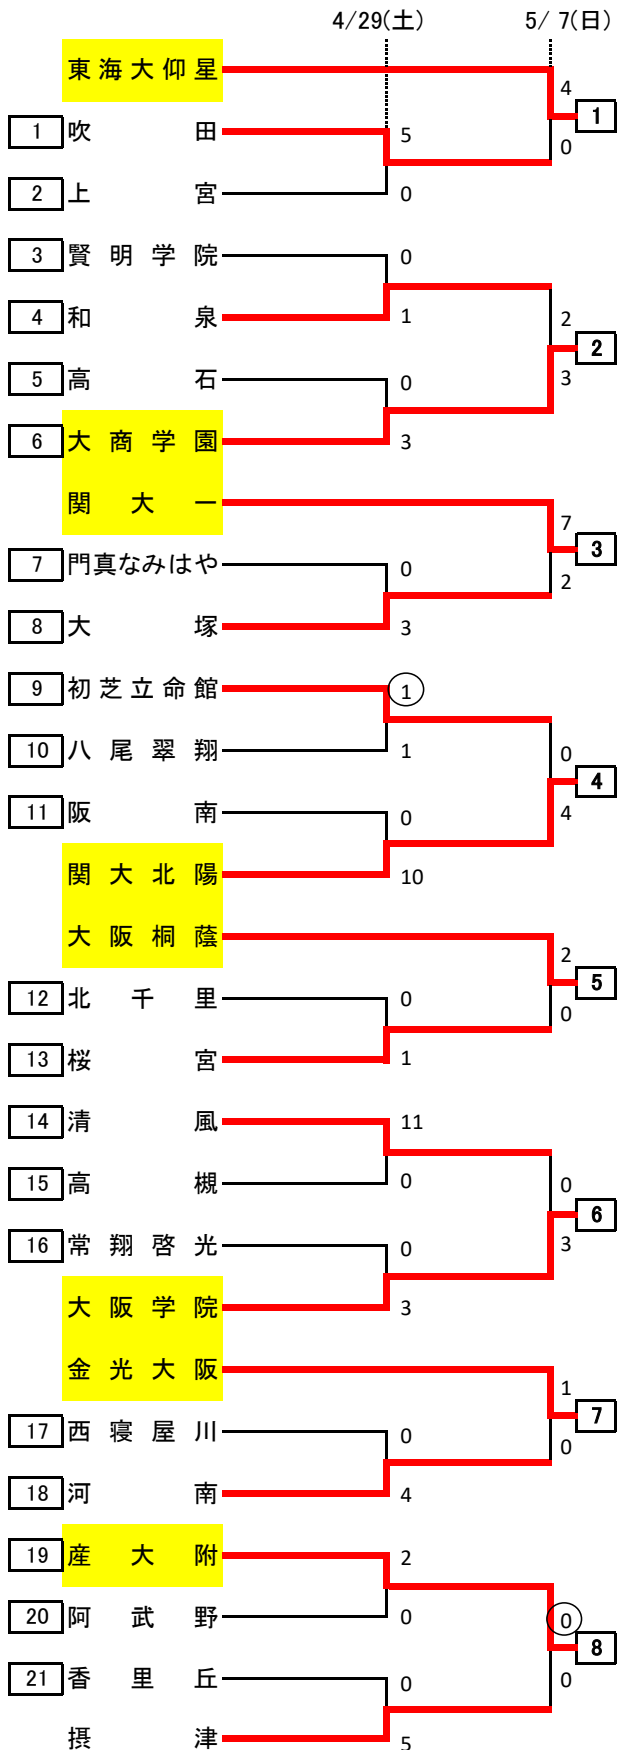 4/29(土) 5/ 7(日)
東海大仰星
4
1
1 吹田 5
0
2 上宮 0
3 賢明学院 0
4 和泉 1
2
2
5 高石 0
3
6 大商学園 3
関大一
7
3
7 門真なみはや 0
2
8 大塚 3
9 初芝立命館 1
10 八尾翠翔 1
0
4
11 阪南 0
4
関大北陽 10
大阪桐蔭
2
5
12 北千里 0
0
13 桜宮 1
14 清風 11
15 高槻 0
0
6
16 常翔啓光 0
3
大阪学院 3
金光大阪
1
7
17 西寝屋川 0
0
18 河南 4
19 産大附 2
20 阿武野 0
0
8
21 香里丘 0
0
摂津 5